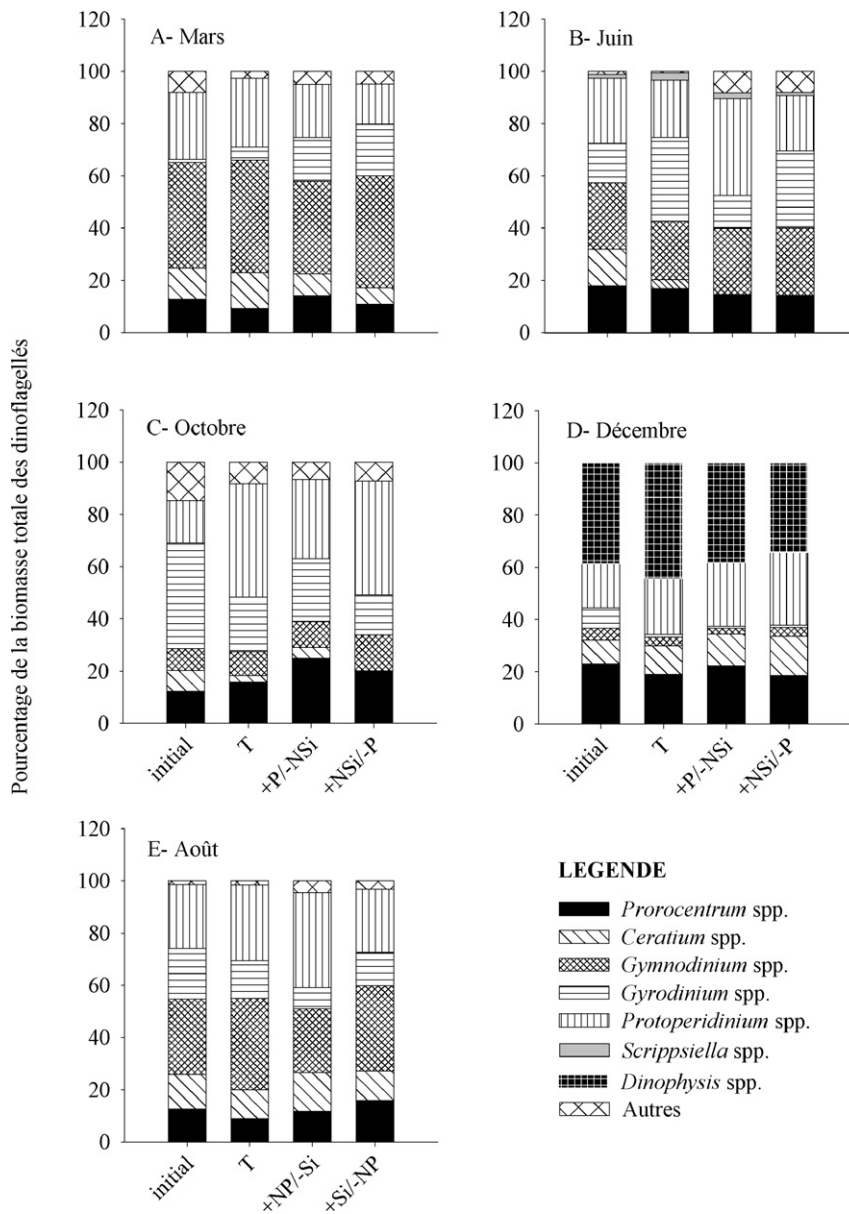 Pourcentage de la biomasse totale des dinoflagellés
A- Mars
120
100
80
60
40
20
0
B- Juin
120
100
80
60
40
20
0
C- Octobre
120
100
80
60
40
20
0
initial
T
+P/-NSi
+NSi/-P
D- Décembre
120
100
80
60
40
20
0
initial
T
+P/-NSi
+NSi/-P
E- Août
120
100
80
60
40
20
0
initial
T
+NP/-Si
+Si/-NP
LEGENDE
Prorocentrum spp.
Ceratium spp.
Gymnodinium spp.
Gyrodinium spp.
Protoperidinium spp.
Scrippsiella spp.
Dinophysis spp.
Autres